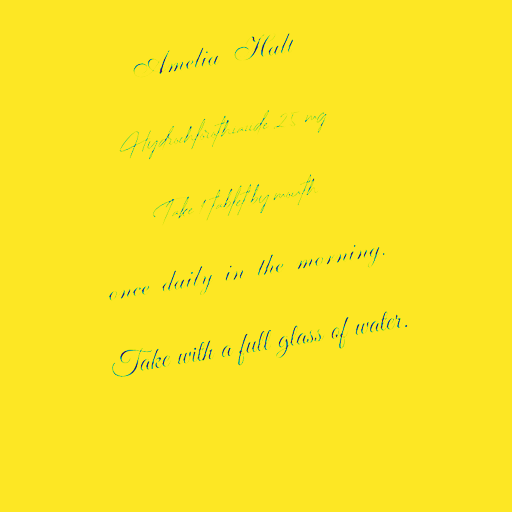 Amelia Hall
Hydrochlorothiazide 25 mg
Take 1 tablet by mouth
once daily in the morning.
Take with a full glass of water.